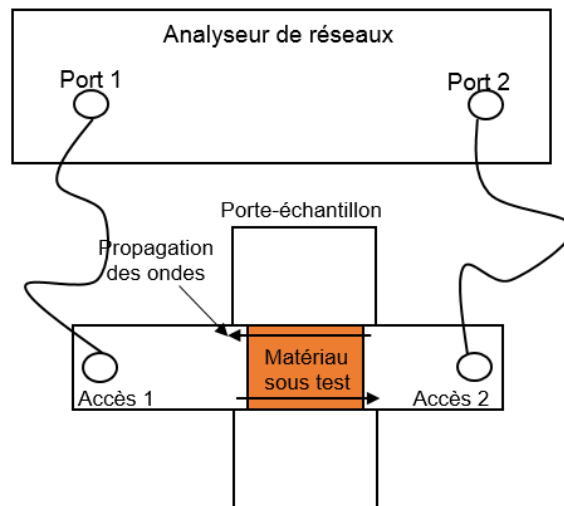 Analyseur de réseaux
Port 1
Port 2
Porte-échantillon
Propagation
des ondes
Matériau
sous test
Accès 1
Accès 2